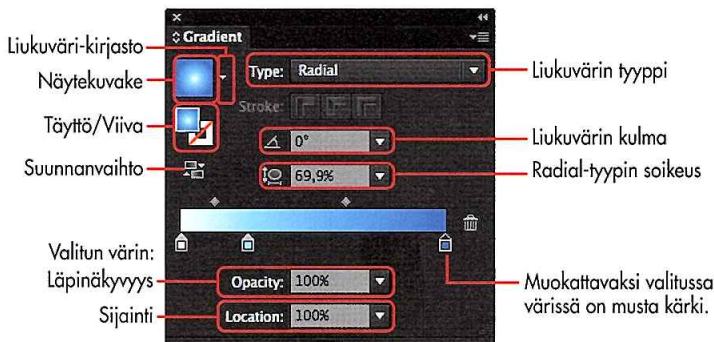 Gradient
Liukuväri-kirjasto
Näytekuvake
Type: Radial
Liukuvärin tyyppi
Stroke:
Täyttö/Viiva
0°
Liukuvärin kulma
Suunnanvaihto
69,9%
Radial-tyypin soikeus
Valitun värin:
Läpinäkyvyys
Opacity: 100%
Sijainti
Location: 100%
Muokattavaksi valitussa
värissä on musta kärki.